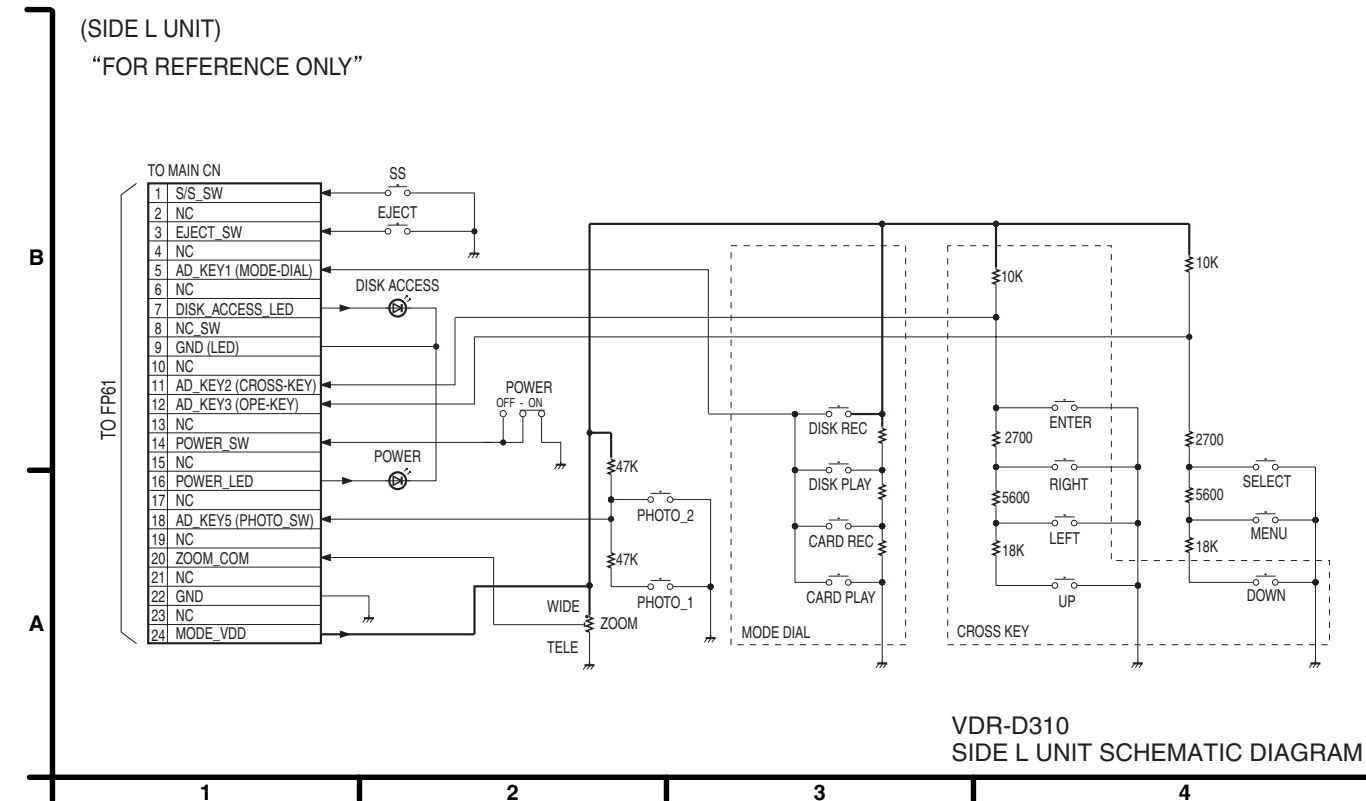 (SIDE L UNIT)
“FOR REFERENCE ONLY”
TO MAIN CN
TO FP61
1 S/S_SW
2 NC
3 EJECT_SW
4 NC
5 AD_KEY1 (MODE-DIAL)
6 NC
7 DISK_ACCESS_LED
8 NC_SW
9 GND (LED)
10 NC
11 AD_KEY2 (CROSS-KEY)
12 AD_KEY3 (OPE-KEY)
13 NC
14 POWER_SW
15 NC
16 POWER_LED
17 NC
18 AD_KEY5 (PHOTO_SW)
19 NC
20 ZOOM_COM
21 NC
22 GND
23 NC
24 MODE_VDD
SS
EJECT
DISK ACCESS
POWER
OFF - ON
POWER
47K
PHOTO_2
47K
PHOTO_1
WIDE
ZOOM
TELE
DISK REC
DISK PLAY
CARD REC
CARD PLAY
MODE DIAL
10K
ENTER
2700
RIGHT
5600
LEFT
18K
UP
CROSS KEY
10K
2700
SELECT
5600
MENU
18K
DOWN
VDR-D310
SIDE L UNIT SCHEMATIC DIAGRAM
B
A
1 2 3 4